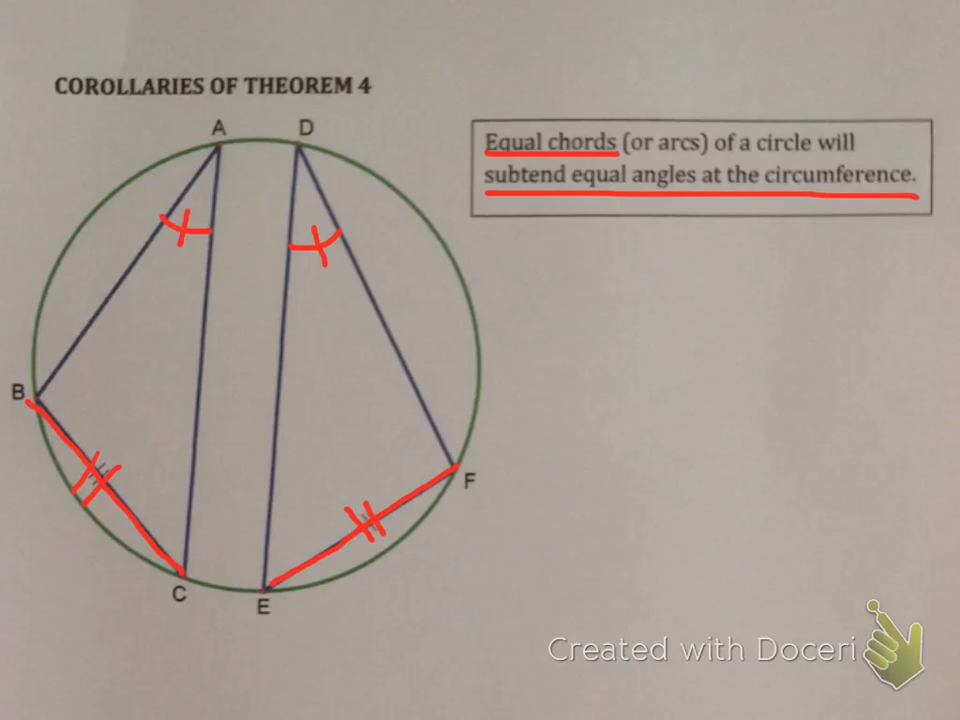 COROLLARIES OF THEOREM 4
A D
Equal chords (or arcs) of a circle will
subtend equal angles at the circumference.
B
F
C
E
Created with Doceri